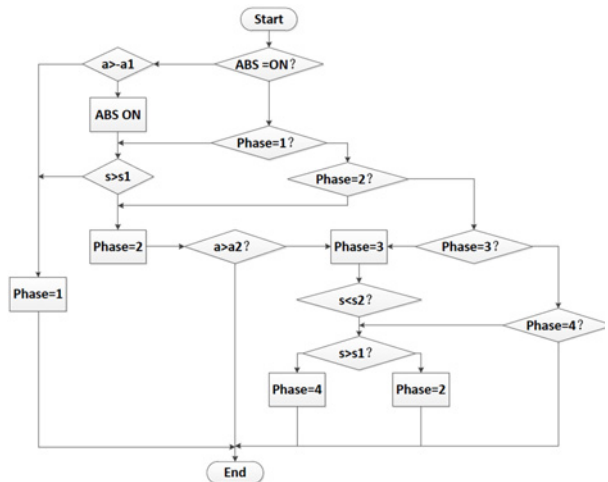 Start
a>-a1
ABS =ON？
ABS ON
Phase=1？
s>s1
Phase=2？
Phase=2
a>a2？
Phase=3
Phase=3？
Phase=1
s<s2？
Phase=4？
s>s1？
Phase=4
Phase=2
End